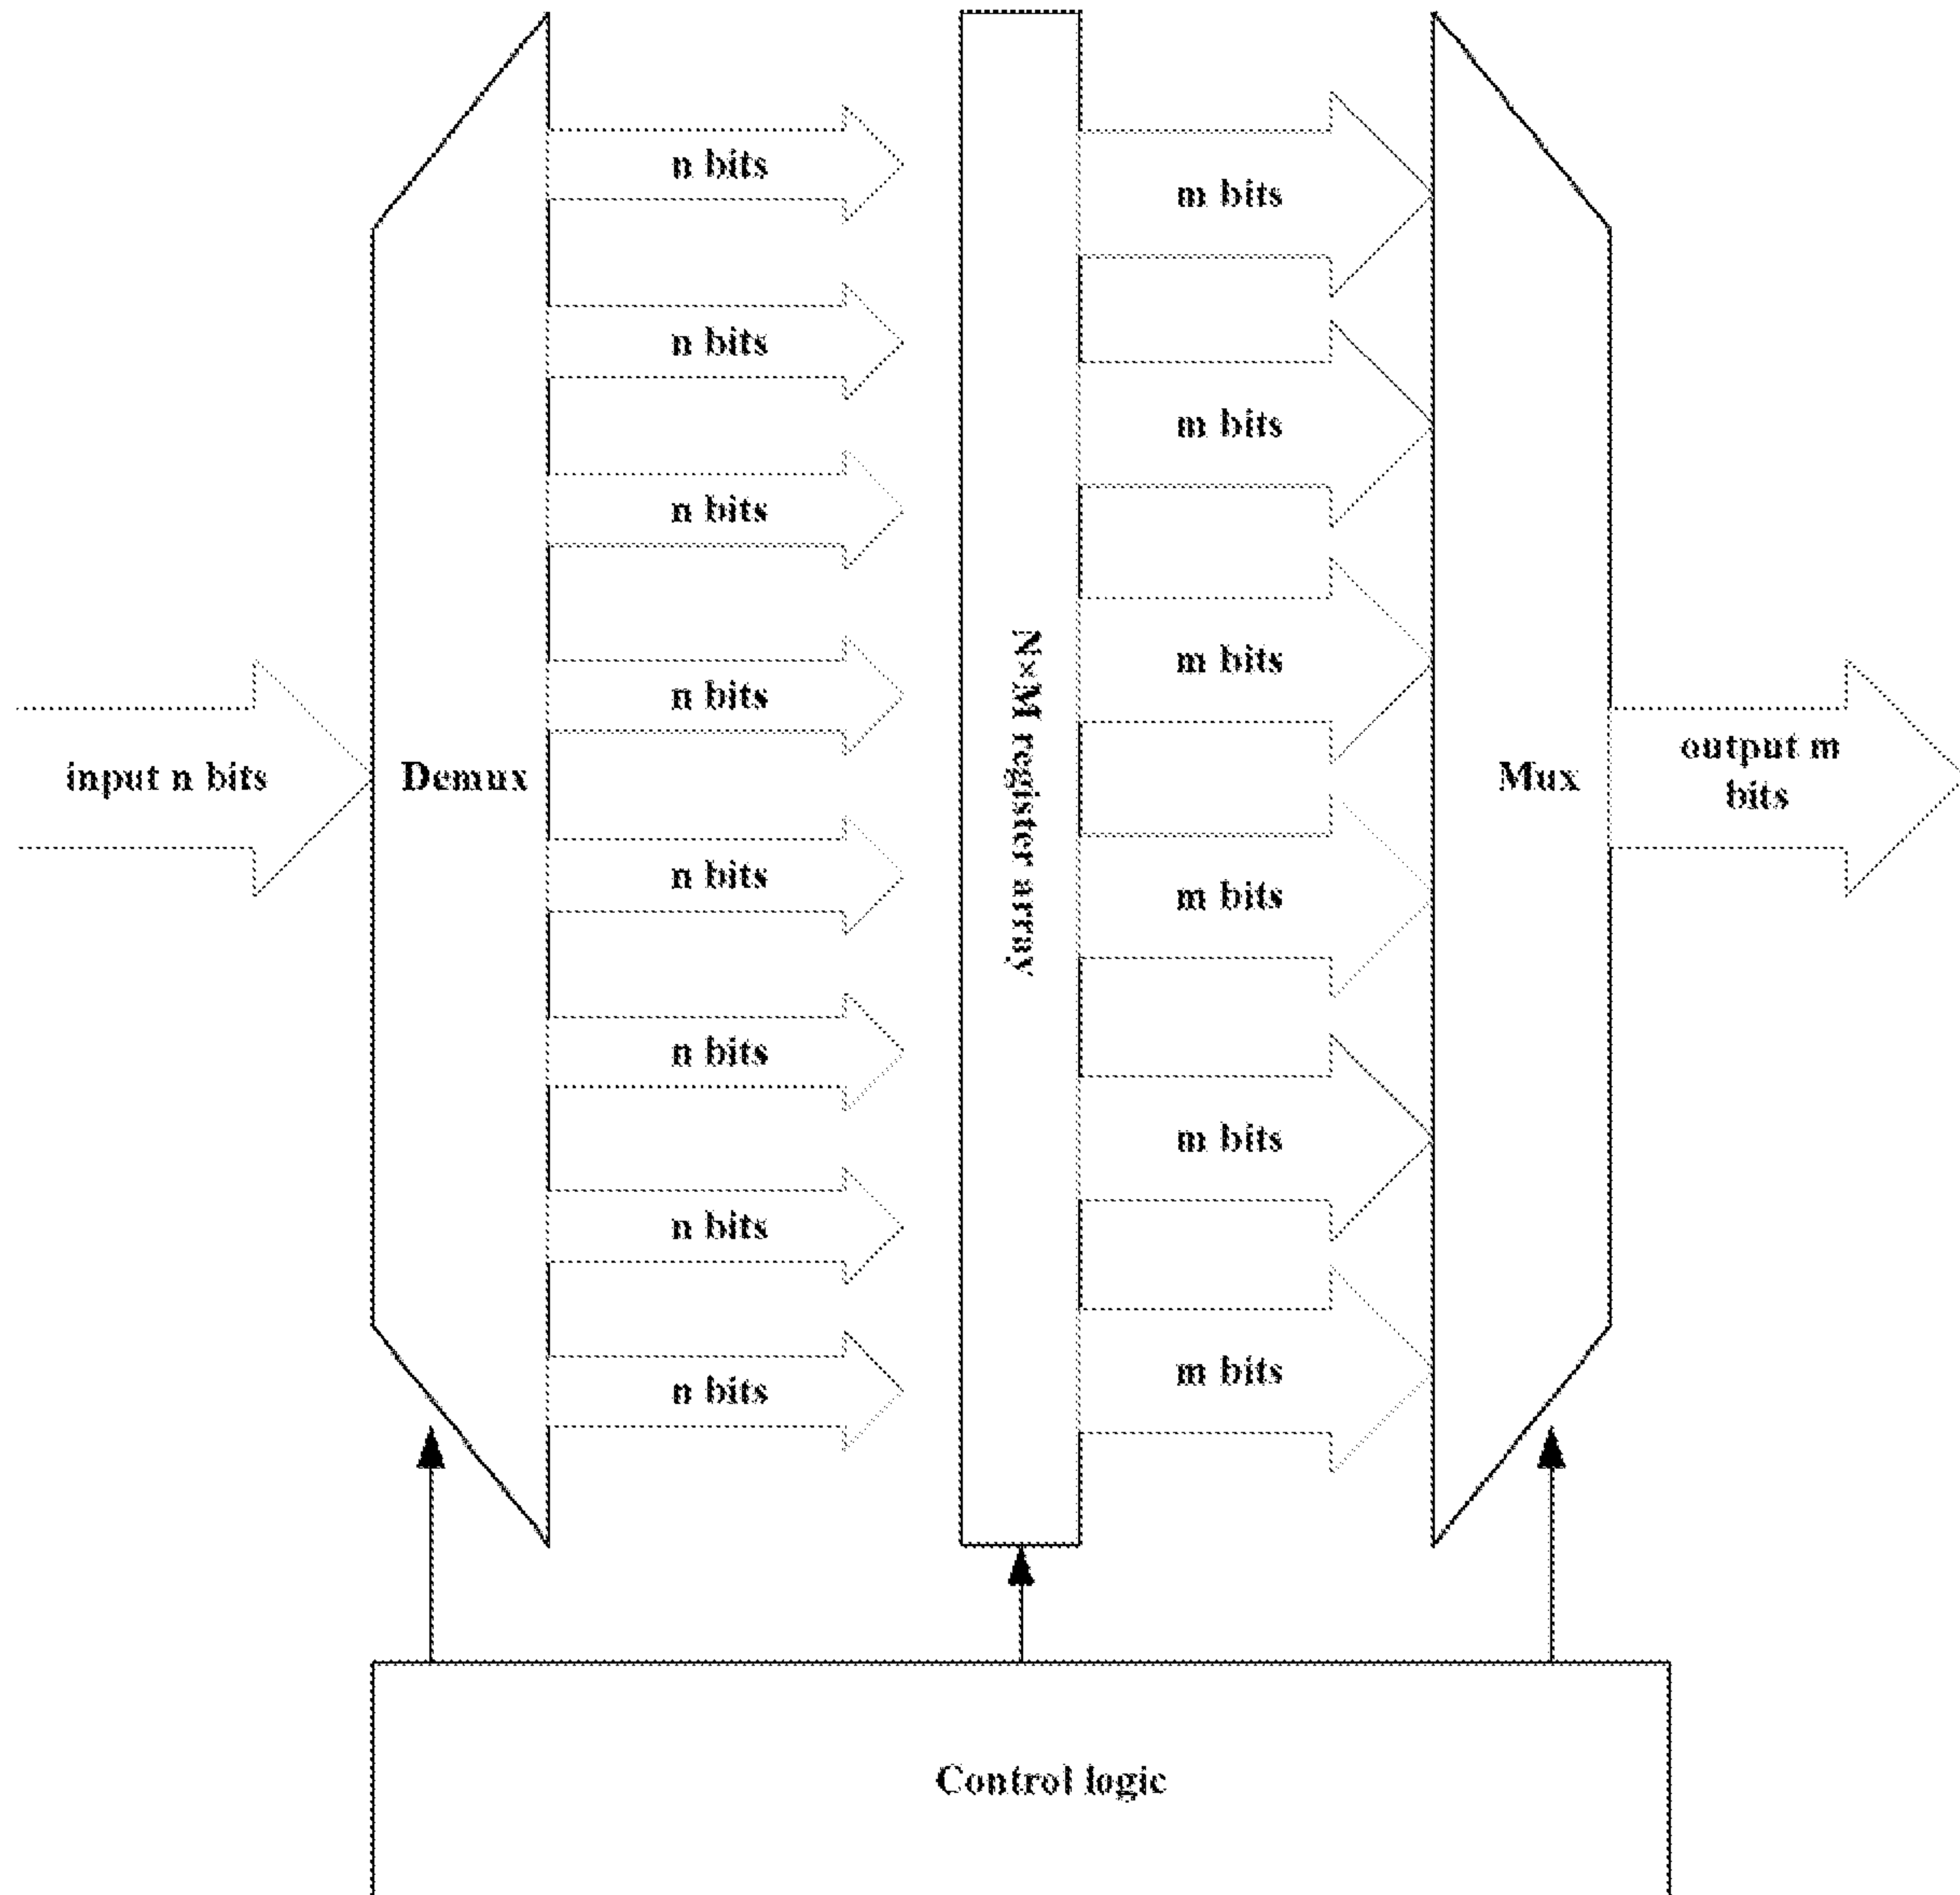 n bits
n bits
n bits
n bits
n bits
n bits
n bits
n bits
m bits
m bits
m bits
m bits
m bits
m bits
input n bits
Demux
N×M register array
Mux
output m
bits
Control logic